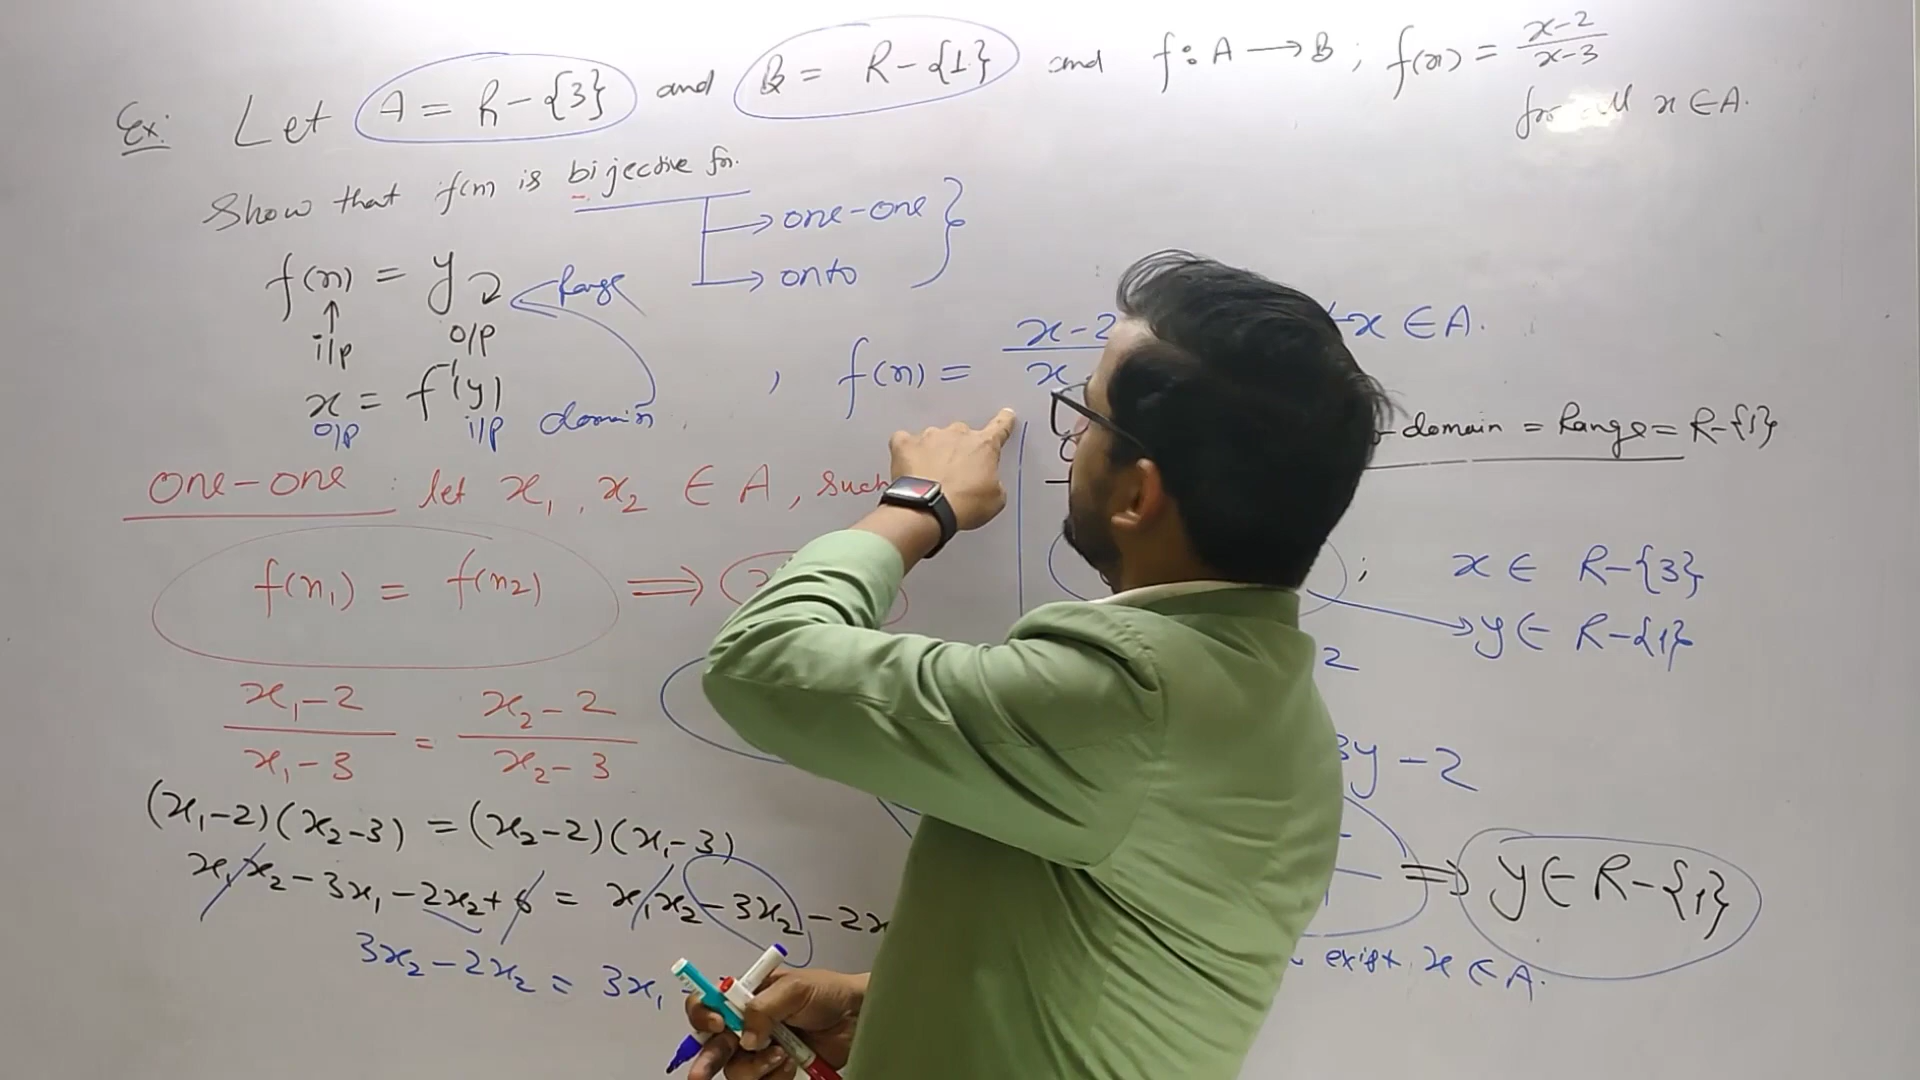 Ex: Let A = R-{3} and B = R-{1} and f: A → B ; f(x) = x-2/x-3
for all x ∈ A.
Show that f(x) is bijective fn.
→ one-one
→ onto
f(x) = y
Range
i/p
o/p
x = f⁻¹(y)
o/p
i/p
domain
, f(x) = x-2/x
x ∈ A.
domain = Range = R-{1}
one-one : let x₁, x₂ ∈ A, such
f(x₁) = f(x₂) ⇒
; x ∈ R-{3}
→ y ∈ R-{1}
2
x₁-2/x₁-3 = x₂-2/x₂-3
3y-2
(x₁-2)(x₂-3) = (x₂-2)(x₁-3)
x₁x₂ - 3x₁ - 2x₂ + 6 = x₁x₂ - 3x₂ - 2x
3x₂ - 2x₂ = 3x₁ -
⇒ y ∈ R-{1}
exist x ∈ A.